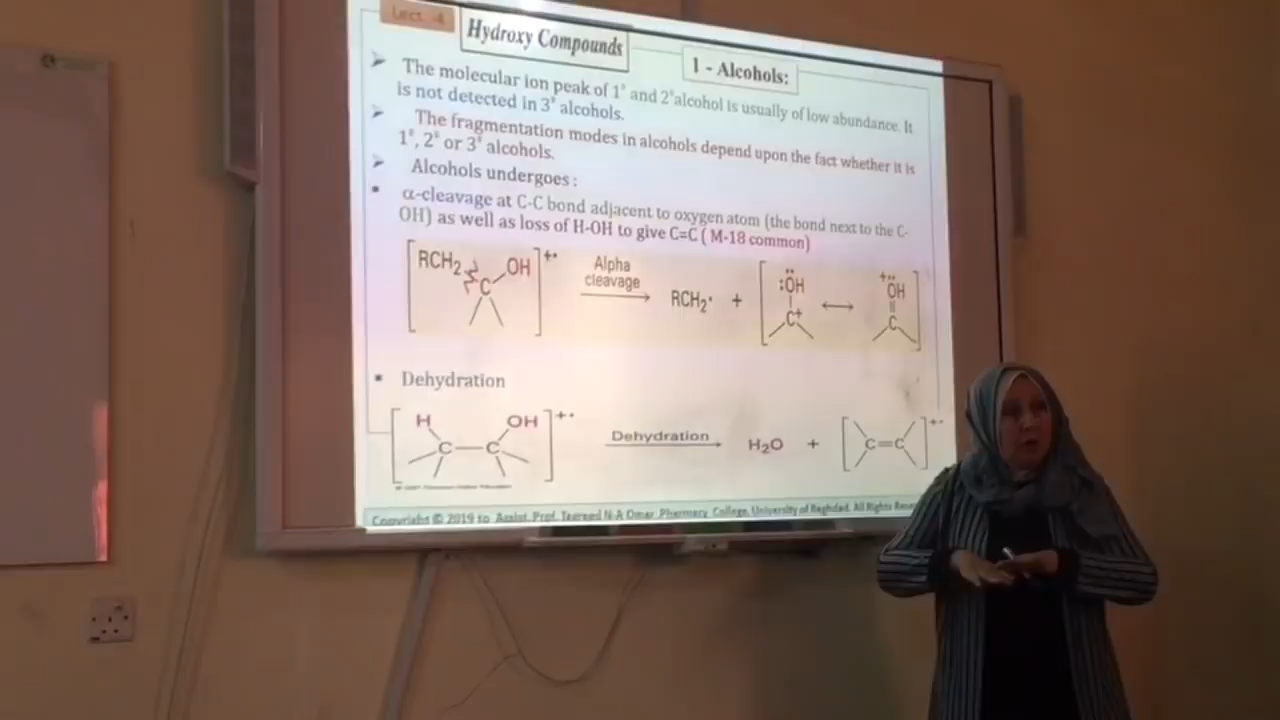 Lect. -4
Hydroxy Compounds
1 - Alcohols:
The molecular ion peak of 1° and 2° alcohol is usually of low abundance. It
is not detected in 3° alcohols.
The fragmentation modes in alcohols depend upon the fact whether it is
1°, 2° or 3° alcohols.
Alcohols undergoes :
α-cleavage at C-C bond adjacent to oxygen atom (the bond next to the C-
OH) as well as loss of H-OH to give C=C ( M-18 common)
RCH2 C OH +•
Alpha
cleavage
RCH2•
+
:ÖH
C+
+ÖH
C
Dehydration
H
OH
+•
C—C
Dehydration
H2O
+
C=C
+•
Copyright © 2019 to Assist. Prof. N A Omar Pharmacy College. University of Baghdad. All Rights